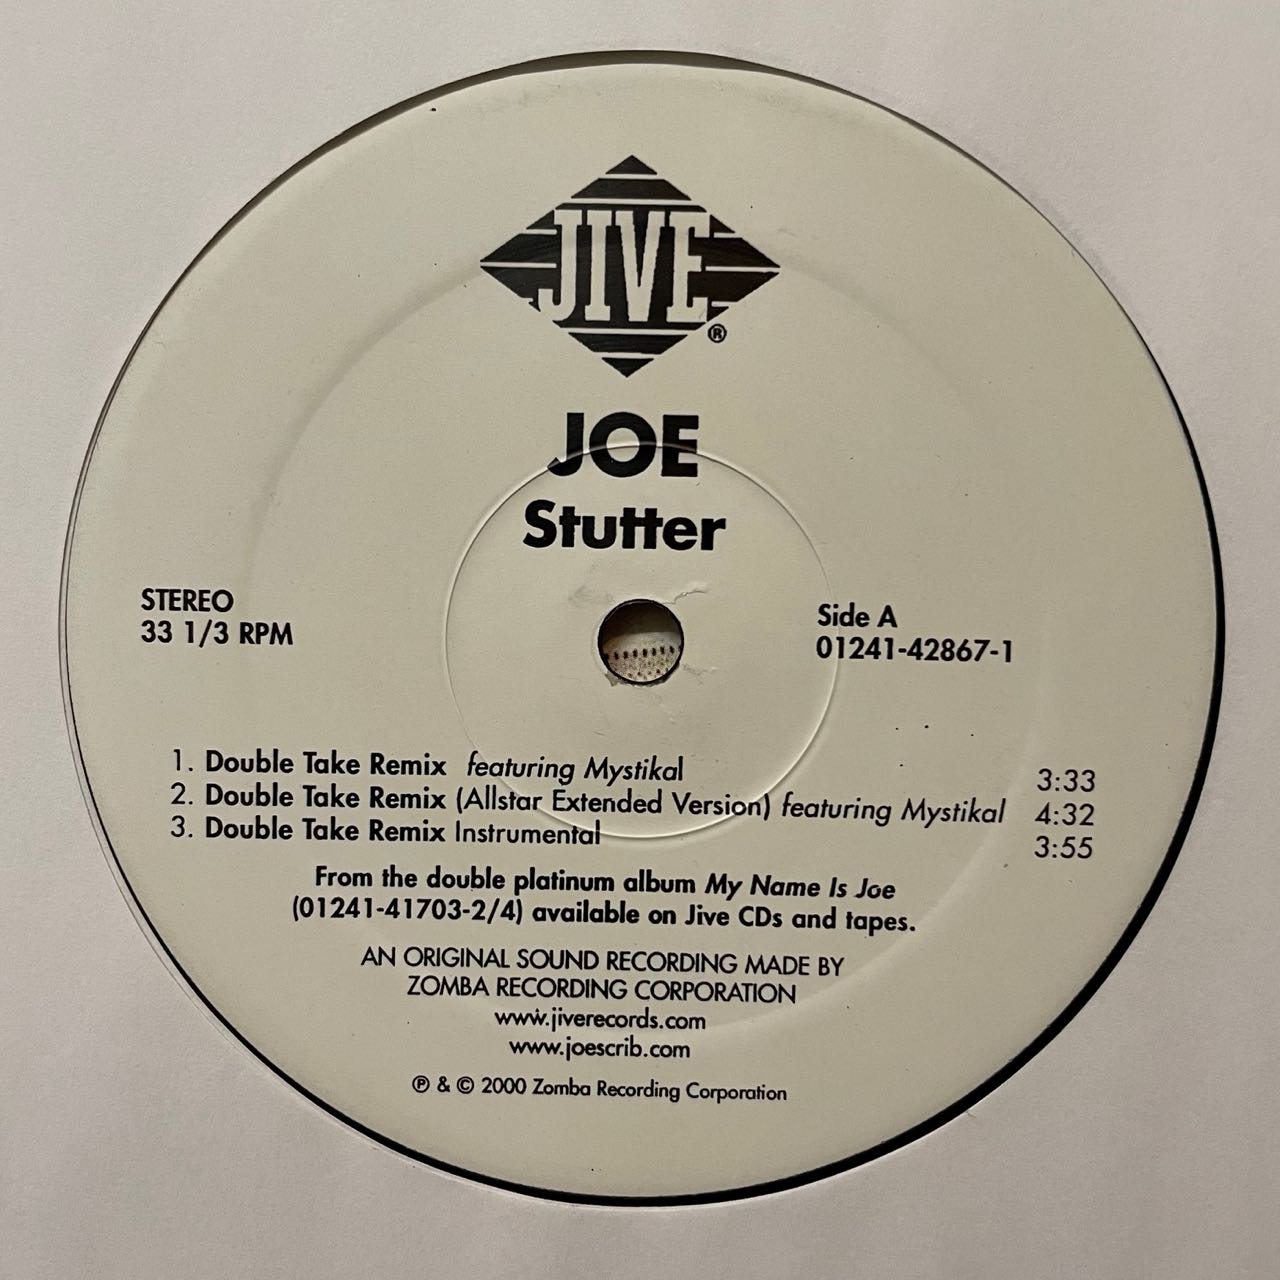 JIVE®
JOE
Stutter
STEREO
33 1/3 RPM
Side A
01241-42867-1
1. Double Take Remix featuring Mystikal 3:33
2. Double Take Remix (Allstar Extended Version) featuring Mystikal 4:32
3. Double Take Remix Instrumental 3:55
From the double platinum album My Name Is Joe
(01241-41703-2/4) available on Jive CDs and tapes.
AN ORIGINAL SOUND RECORDING MADE BY
ZOMBA RECORDING CORPORATION
www.jiverecords.com
www.joescrib.com
℗ & © 2000 Zomba Recording Corporation